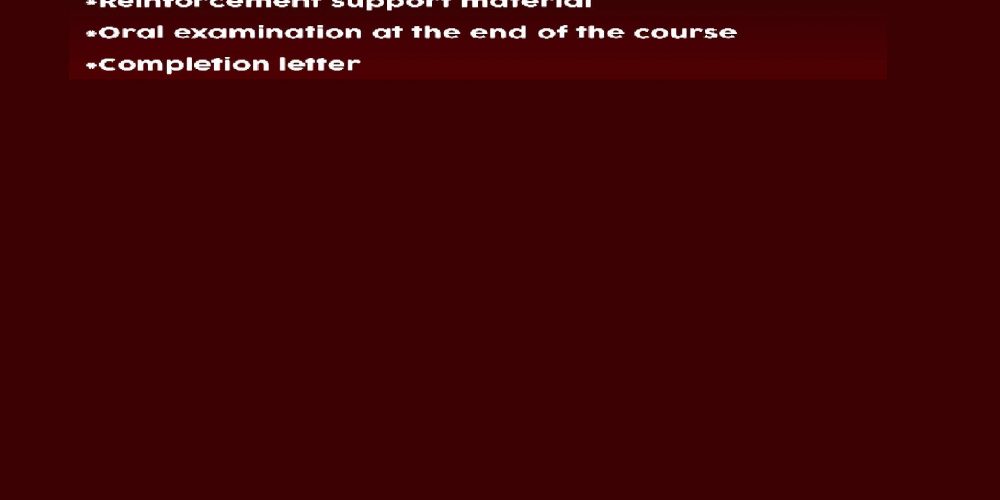 *Reinforcement support material
*Oral examination at the end of the course
*Completion letter